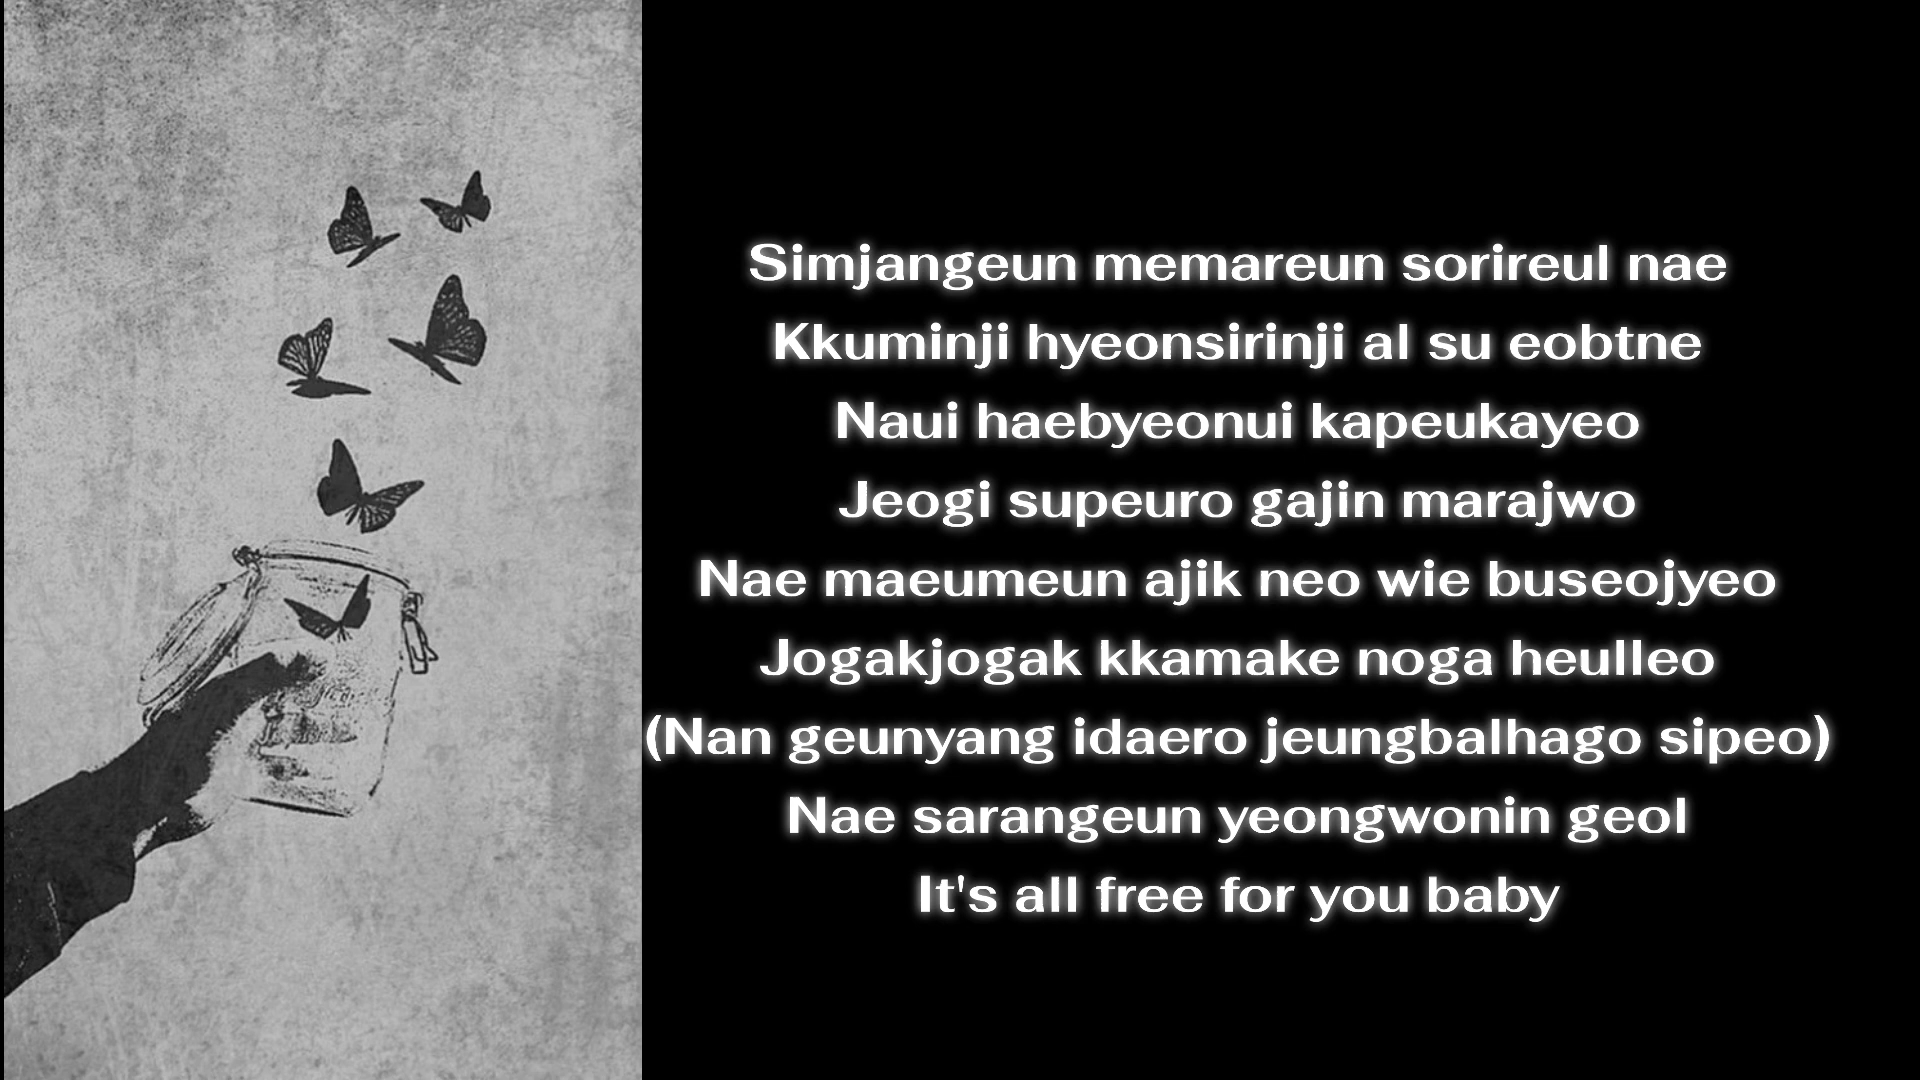 Simjangeun memareun sorireul nae
Kkuminji hyeonsirinji al su eobtne
Naui haebyeonui kapeukayeo
Jeogi supeuro gajin marajwo
Nae maeumeun ajik neo wie buseojyeo
Jogakjogak kkamake noga heulleo
(Nan geunyang idaero jeungbalhago sipeo)
Nae sarangeun yeongwonin geol
It's all free for you baby